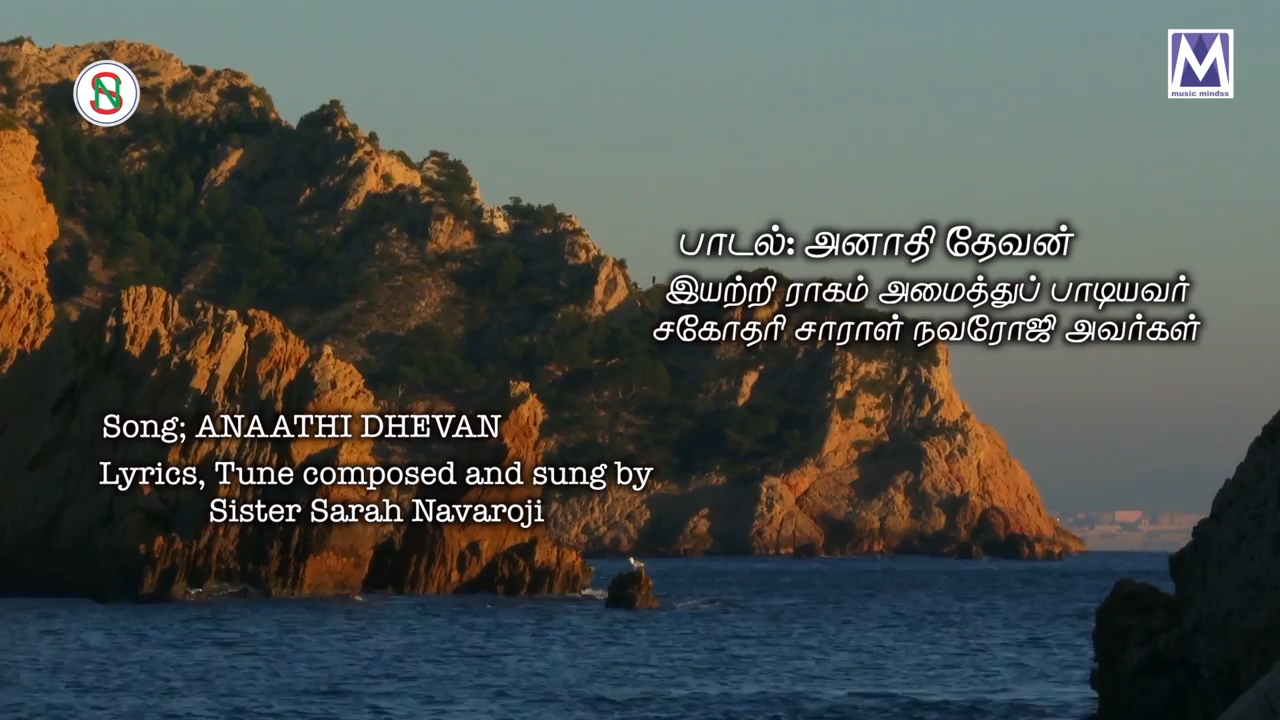 SN
M
music mindss
பாடல்: அனாதி தேவன்
இயற்றி ராகம் அமைத்துப் பாடியவர்
சகோதரி சாராள் நவரோஜி அவர்கள்
Song; ANAATHI DHEVAN
Lyrics, Tune composed and sung by
Sister Sarah Navaroji